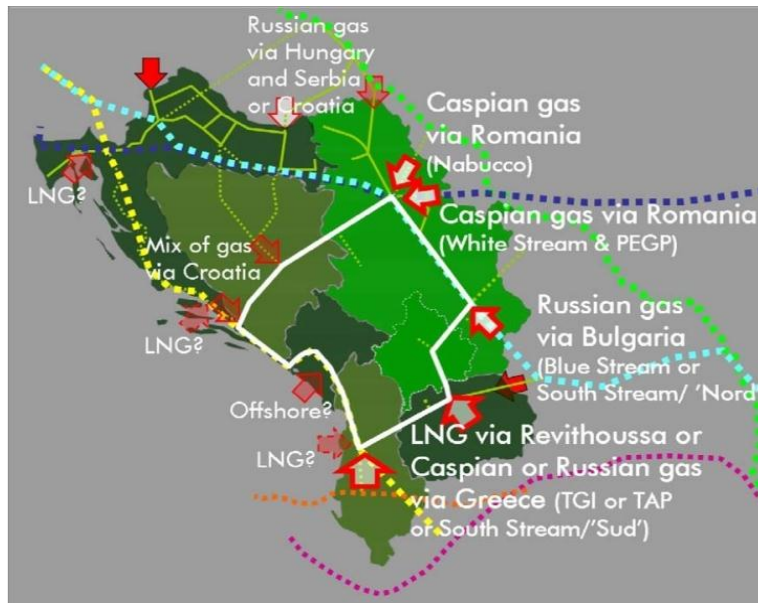 Russian gas
via Hungary
and Serbia
or Croatia
Caspian gas
via Romania
(Nabucco)
LNG?
Caspian gas via Romania
(White Stream & PEGP)
Mix of gas
via Croatia
LNG?
Russian gas
via Bulgaria
(Blue Stream or
South Stream/ 'Nord
Offshore?
LNG?
LNG via Revithoussa or
Caspian or Russian gas
via Greece (TGI or TAP
or South Stream/'Sud')